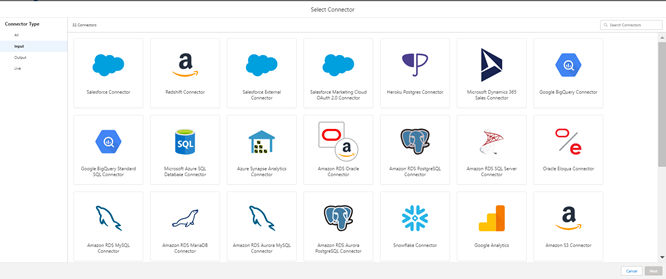 Select Connector
Connector Type
All
Input
Output
Live
32 Connectors
Search Connectors
Salesforce Connector
Redshift Connector
Salesforce External
Connector
Salesforce Marketing Cloud
OAuth 2.0 Connector
Heroku Postgres Connector
Microsoft Dynamics 365
Sales Connector
Google BigQuery Connector
Google BigQuery Standard
SQL Connector
SQL
Microsoft Azure SQL
Database Connector
Azure Synapse Analytics
Connector
Amazon RDS Oracle
Connector
Amazon RDS PostgreSQL
Connector
Amazon RDS SQL Server
Connector
Oracle Eloqua Connector
Amazon RDS MySQL
Connector
Amazon RDS MariaDB
Connector
Amazon RDS Aurora MySQL
Connector
Amazon RDS Aurora
PostgreSQL Connector
Snowflake Connector
Google Analytics
Amazon S3 Connector
Cancel
Next